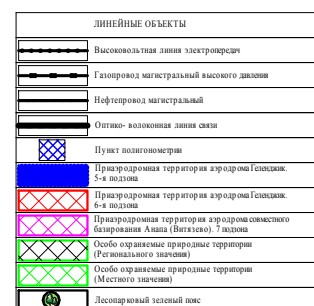 ЛИНЕЙНЫЕ ОБЪЕКТЫ
Высоковольтная линия электропередач
Газопровод магистральный высокого давления
Нефтепровод магистральный
Оптико- волоконная линия связи
Пункт полигонометрии
Приаэродромная территория аэродрома Геленджик.
5-я подзона
Приаэродромная территория аэродрома Геленджик.
6-я подзона
Приаэродромная территория аэродрома совместного
базирования Анапа (Витязево). 7 подзона
Особо охраняемые природные территории
(Регионального значения)
Особо охраняемые природные территории
(Местного значения)
Лесопарковый зеленый пояс